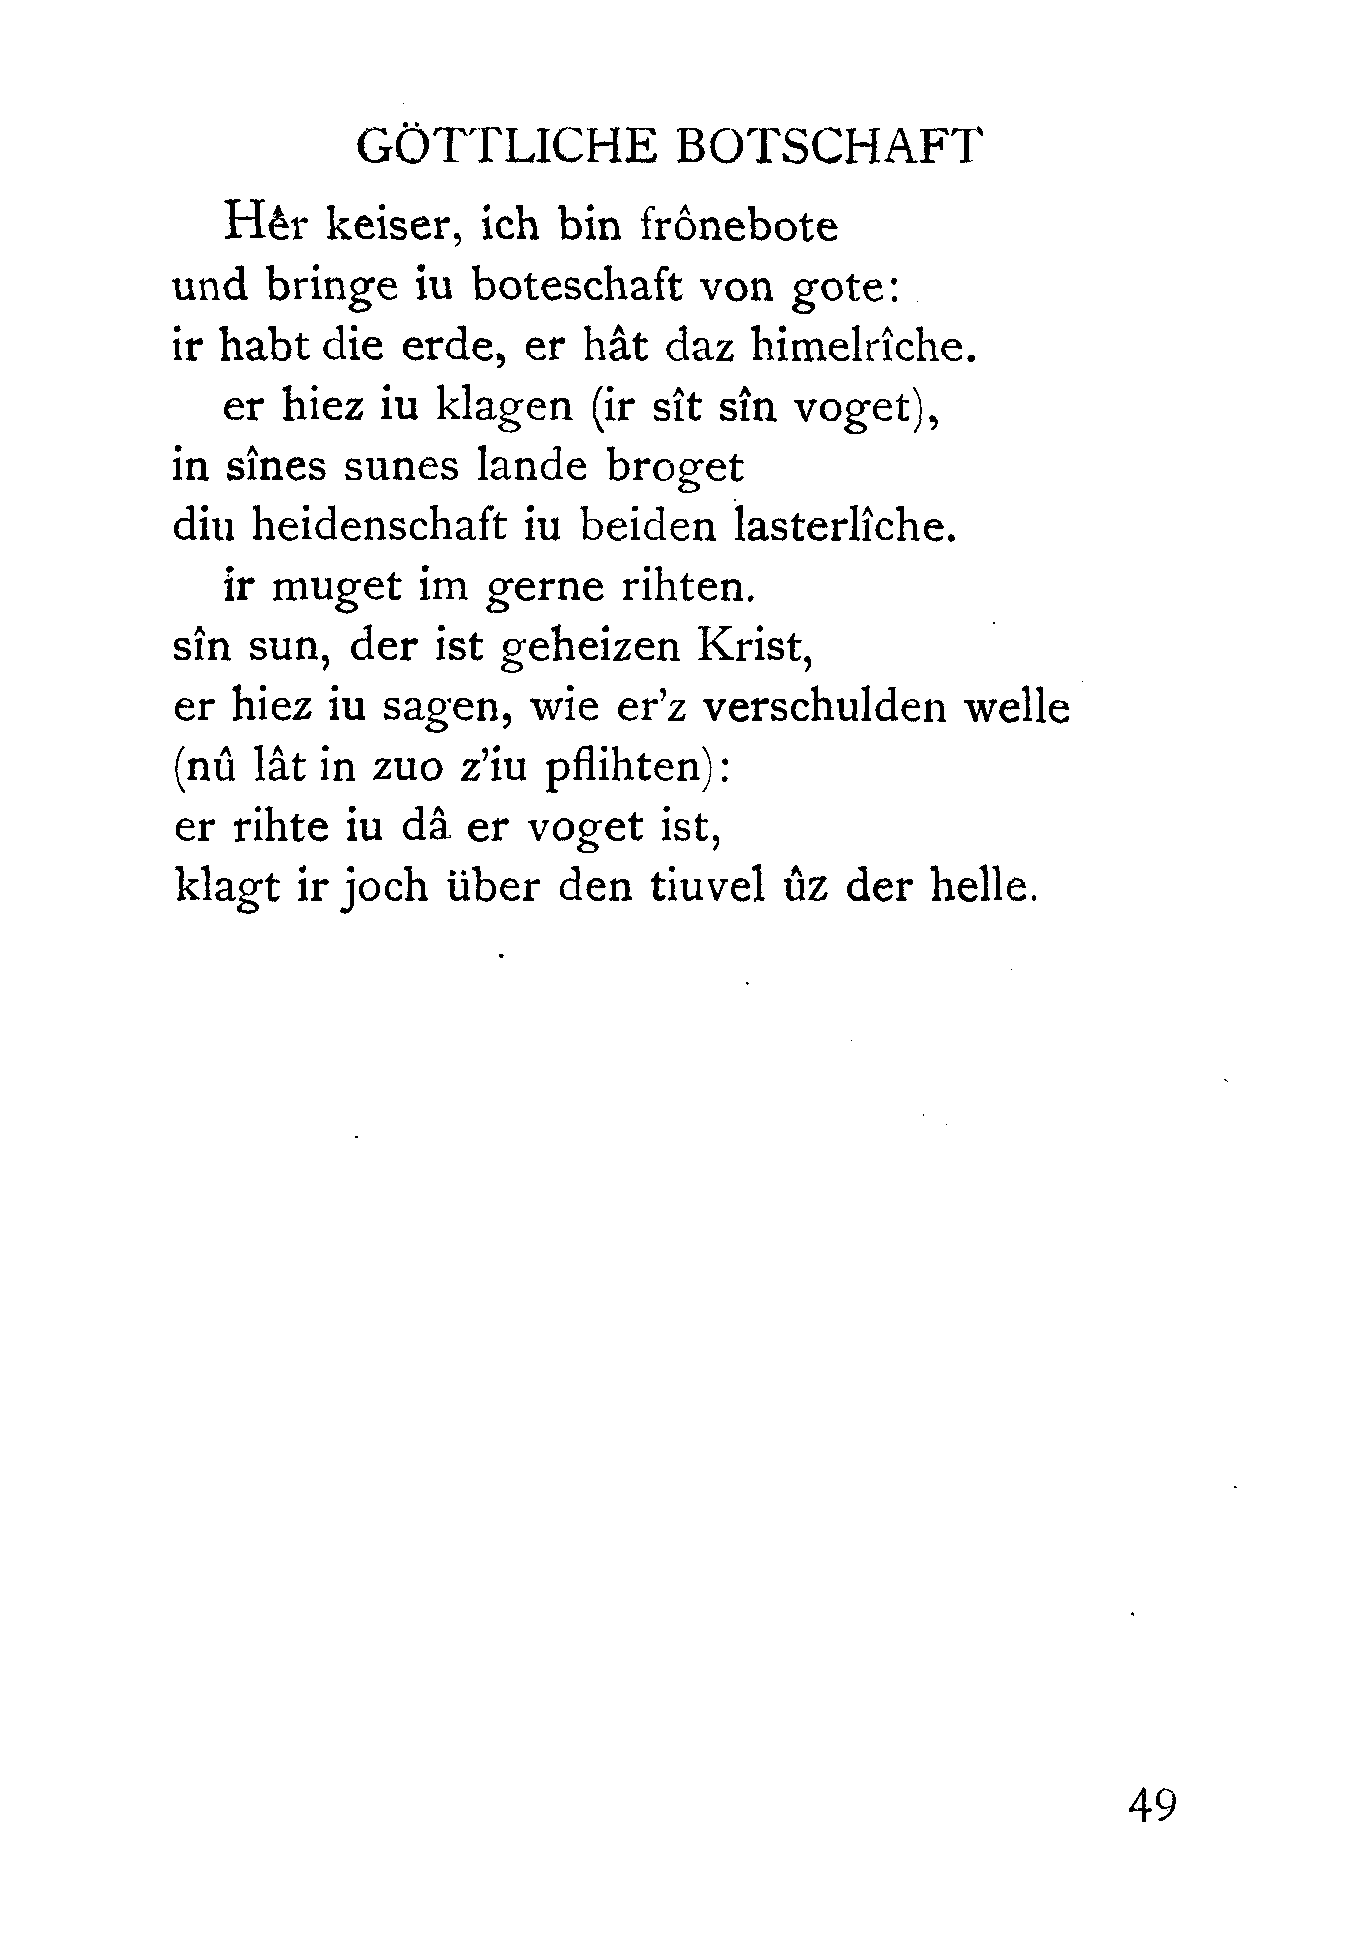 GÖTTLICHE BOTSCHAFT
Hêr keiser, ich bin frônebote
und bringe iu boteschaft von gote:
ir habt die erde, er hât daz himelrîche.
er hiez iu klagen (ir sît sîn voget),
in sînes sunes lande broget
diu heidenschaft iu beiden lasterlîche.
ir muget im gerne rihten.
sîn sun, der ist geheizen Krist,
er hiez iu sagen, wie er’z verschulden welle
(nû lât in zuo z’iu pflihten):
er rihte iu dâ er voget ist,
klagt ir joch über den tiuvel ûz der helle.
49